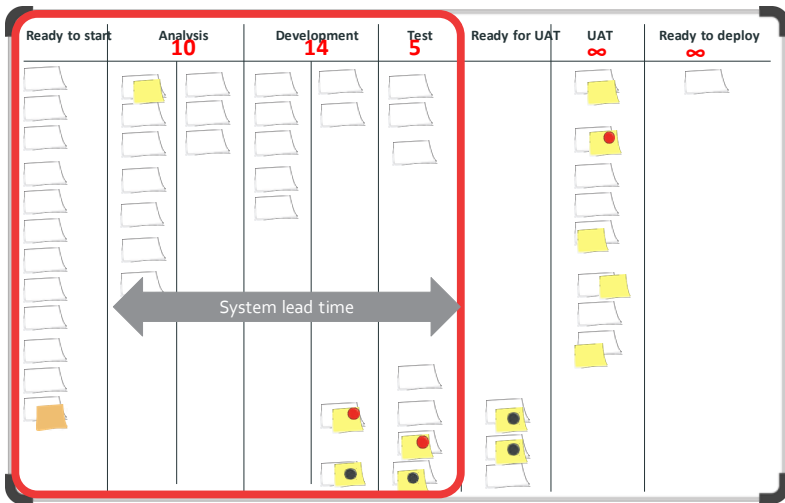 Ready to start Analysis Development Test Ready for UAT UAT Ready to deploy
10 14 5 ∞ ∞
System lead time